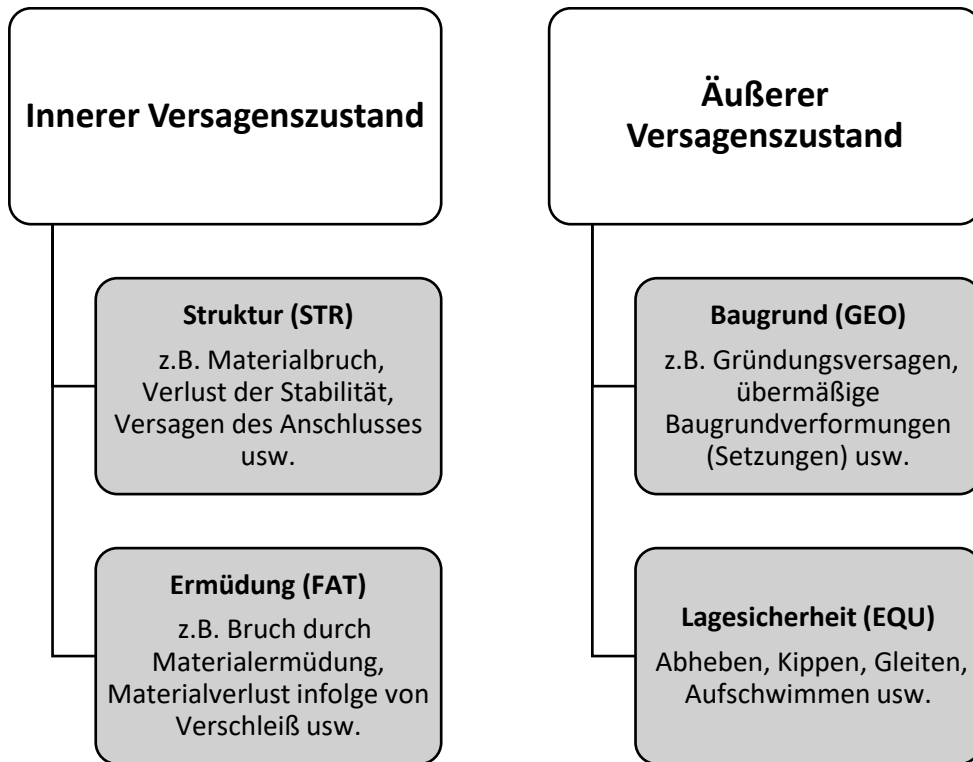 Innerer Versagenszustand
Struktur (STR)
z.B. Materialbruch,
Verlust der Stabilität,
Versagen des Anschlusses
usw.
Ermüdung (FAT)
z.B. Bruch durch
Materialermüdung,
Materialverlust infolge von
Verschleiß usw.
Äußerer
Versagenszustand
Baugrund (GEO)
z.B. Gründungsversagen,
übermäßige
Baugrundverformungen
(Setzungen) usw.
Lagesicherheit (EQU)
Abheben, Kippen, Gleiten,
Aufschwimmen usw.